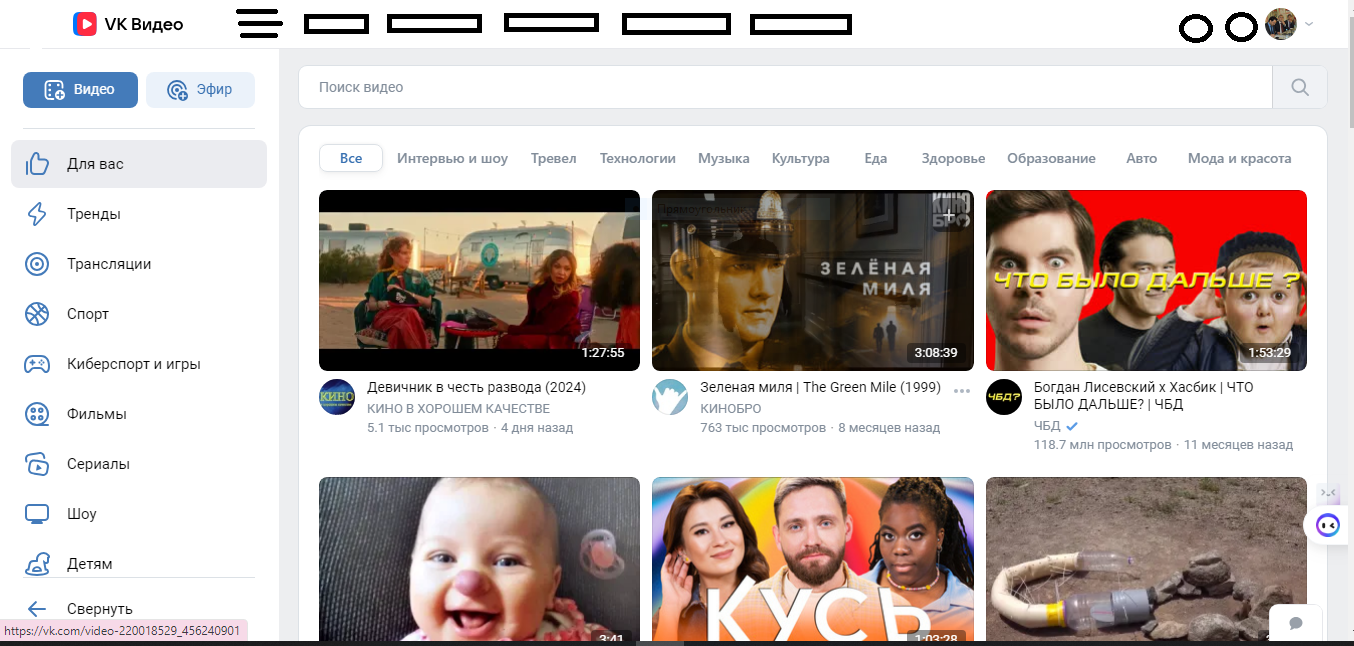 VK Видео
Видео
Эфир
Поиск видео
Для вас
Тренды
Трансляции
Спорт
Киберспорт и игры
Фильмы
Сериалы
Шоу
Детям
Свернуть
https://vk.com/video-220018529_456240901
Все
Интервью и шоу
Тревел
Технологии
Музыка
Культура
Еда
Здоровье
Образование
Авто
Мода и красота
1:27:55
КИНО
Девичник в честь развода (2024)
КИНО В ХОРОШЕМ КАЧЕСТВЕ
5.1 тыс просмотров · 4 дня назад
КИНО
БРО
ЗЕЛЁНАЯ
МИЛЯ
3:08:39
Зеленая миля | The Green Mile (1999)
КИНОБРО
763 тыс просмотров · 8 месяцев назад
ЧТО БЫЛО ДАЛЬШЕ ?
1:53:29
ЧБД?
Богдан Лисевский х Хасбик | ЧТО
БЫЛО ДАЛЬШЕ? | ЧБД
ЧБД
118.7 млн просмотров · 11 месяцев назад
3:41
КУСЬ
1:03:28